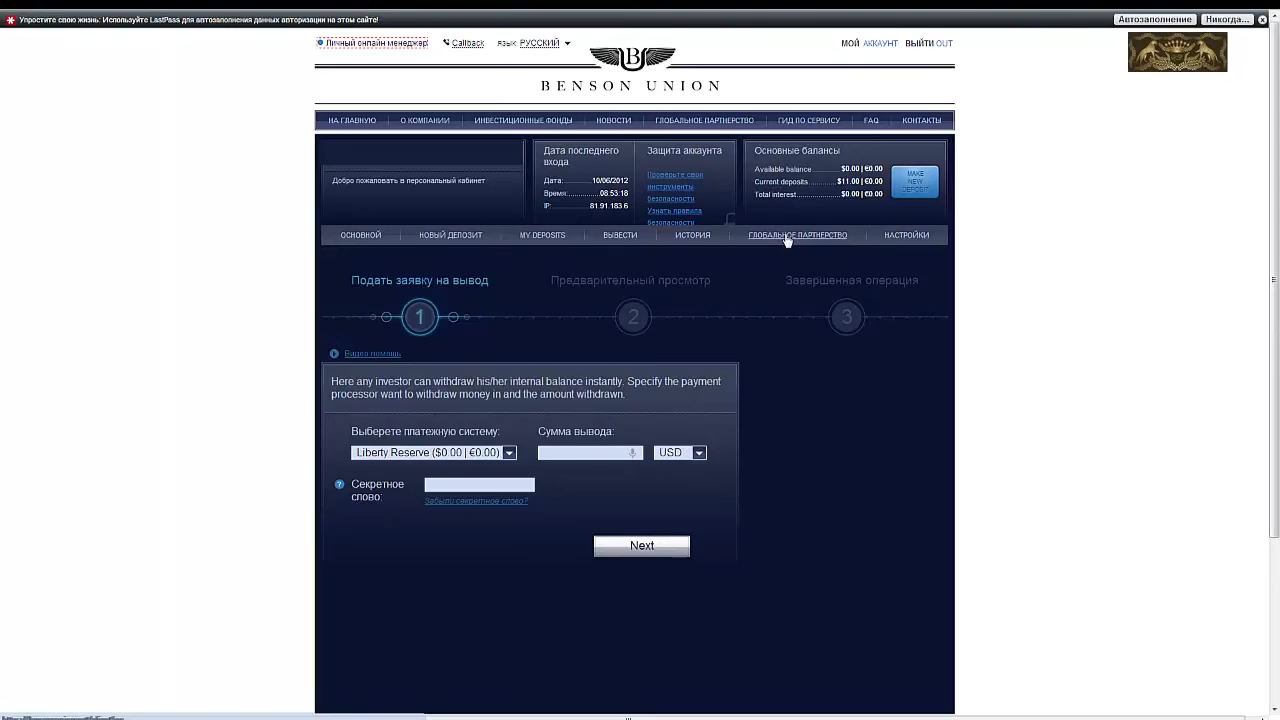 Упростите свою жизнь: Используйте LastPass для автозаполнения данных авторизации на этом сайте!
Автозаполнение
Никогда...
Личный онлайн менеджер!
Callback
язык: РУССКИЙ
МОЙ АККАУНТ
ВЫЙТИ OUT
B
BENSON UNION
НА ГЛАВНУЮ
О КОМПАНИИ
ИНВЕСТИЦИОННЫЕ ФОНДЫ
НОВОСТИ
ГЛОБАЛЬНОЕ ПАРТНЕРСТВО
ГИД ПО СЕРВИСУ
FAQ
КОНТАКТЫ
Добро пожаловать в персональный кабинет
Дата последнего
входа
Дата: 10/06/2012
Время: 08:53:18
IP: 81.91.183.6
Защита аккаунта
Проверьте свои
инструменты
безопасности
Узнать правила
безопасности
Основные балансы
Available balance $0.00 | €0.00
Current deposits $11.00 | €0.00
Total interest $0.00 | €0.00
MAKE
NEW
DEPOSIT
ОСНОВНОЙ
НОВЫЙ ДЕПОЗИТ
MY DEPOSITS
ВЫВЕСТИ
ИСТОРИЯ
ГЛОБАЛЬНОЕ ПАРТНЕРСТВО
НАСТРОЙКИ
Подать заявку на вывод
Предварительный просмотр
Завершенная операция
1
2
3
Видео помощь
Here any investor can withdraw his/her internal balance instantly. Specify the payment
processor want to withdraw money in and the amount withdrawn.
Выберете платежную систему:
Сумма вывода:
Liberty Reserve ($0.00 | €0.00)
USD
Секретное
слово:
Забыли секретное слово?
Next